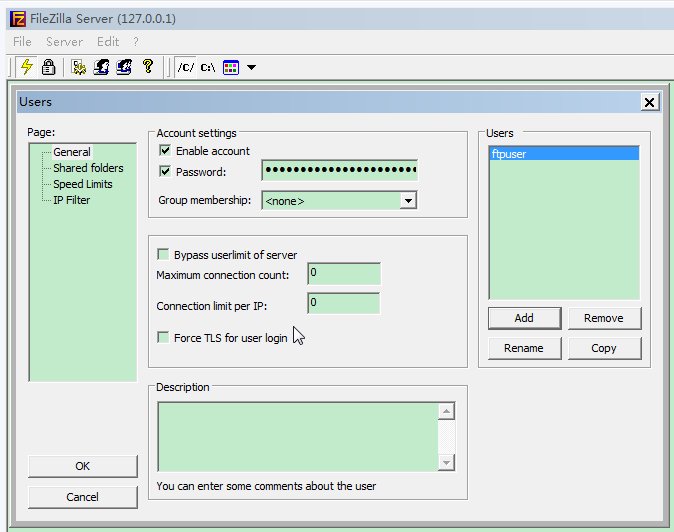 FileZilla Server (127.0.0.1)
File Server Edit ?
/C/ C:\
Users
Page:
General
Shared folders
Speed Limits
IP Filter
Account settings
Enable account
Password: ••••••••••••••••••••••
Group membership: <none>
Bypass userlimit of server
Maximum connection count: 0
Connection limit per IP: 0
Force TLS for user login
Description
You can enter some comments about the user
Users
ftpuser
Add Remove
Rename Copy
OK
Cancel